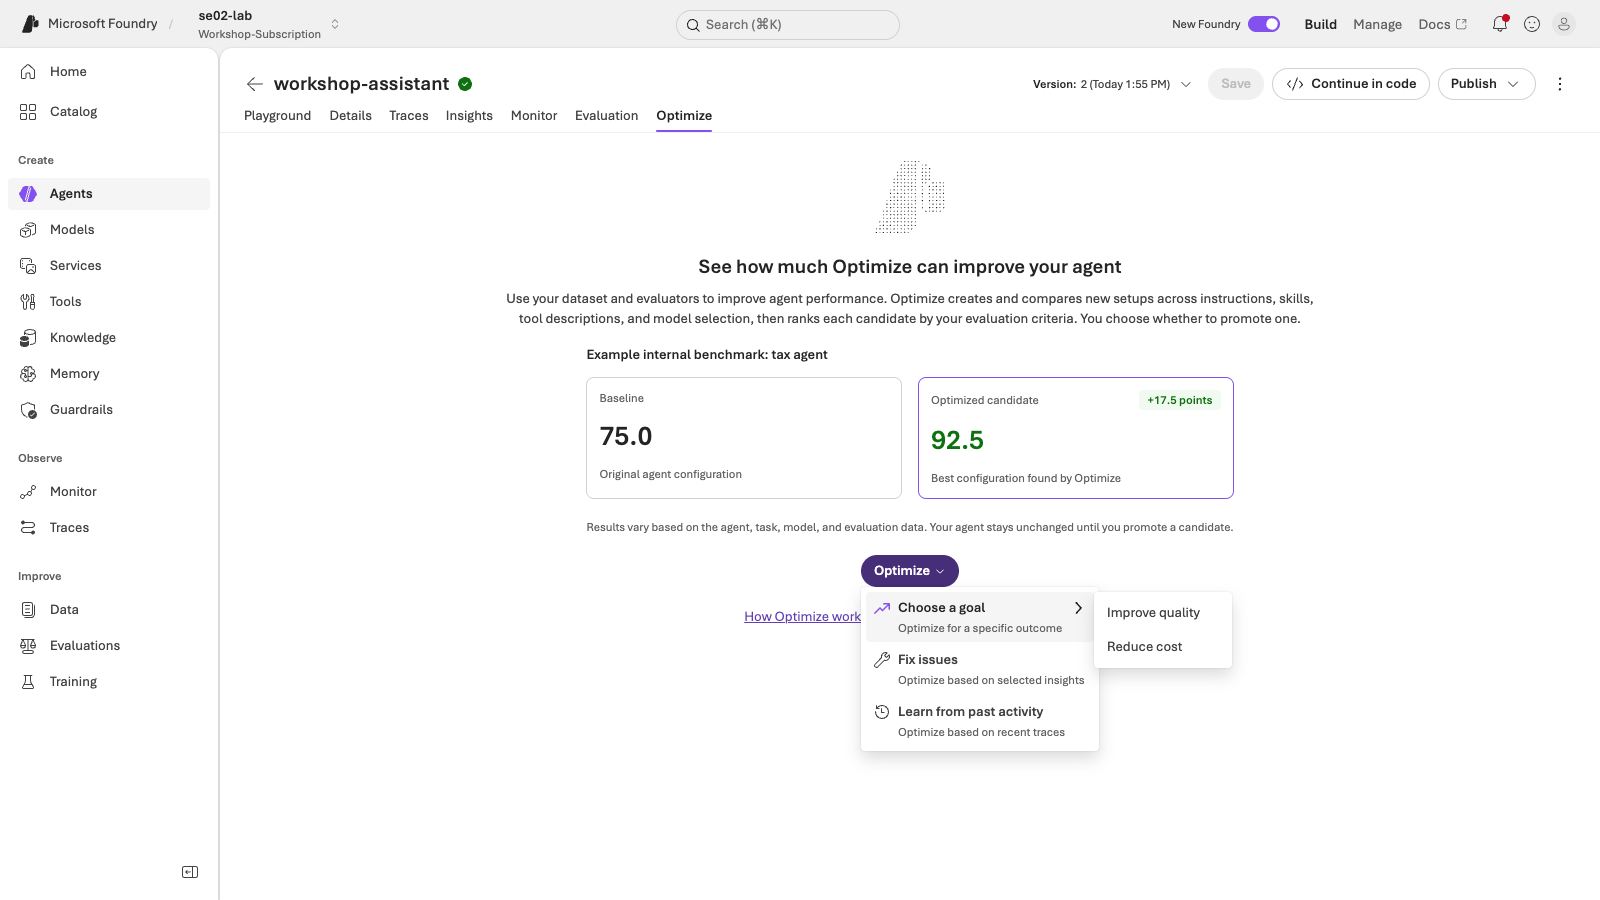 Microsoft Foundry / se02-lab
Workshop-Subscription
Search (⌘K)
New Foundry
Build
Manage
Docs
Home
Catalog
Create
Agents
Models
Services
Tools
Knowledge
Memory
Guardrails
Observe
Monitor
Traces
Improve
Data
Evaluations
Training
workshop-assistant
Version: 2 (Today 1:55 PM)
Save
Continue in code
Publish
Playground
Details
Traces
Insights
Monitor
Evaluation
Optimize
See how much Optimize can improve your agent
Use your dataset and evaluators to improve agent performance. Optimize creates and compares new setups across instructions, skills,
tool descriptions, and model selection, then ranks each candidate by your evaluation criteria. You choose whether to promote one.
Example internal benchmark: tax agent
Baseline
75.0
Original agent configuration
Optimized candidate
+17.5 points
92.5
Best configuration found by Optimize
Results vary based on the agent, task, model, and evaluation data. Your agent stays unchanged until you promote a candidate.
Optimize
How Optimize work
Choose a goal
Optimize for a specific outcome
Fix issues
Optimize based on selected insights
Learn from past activity
Optimize based on recent traces
Improve quality
Reduce cost